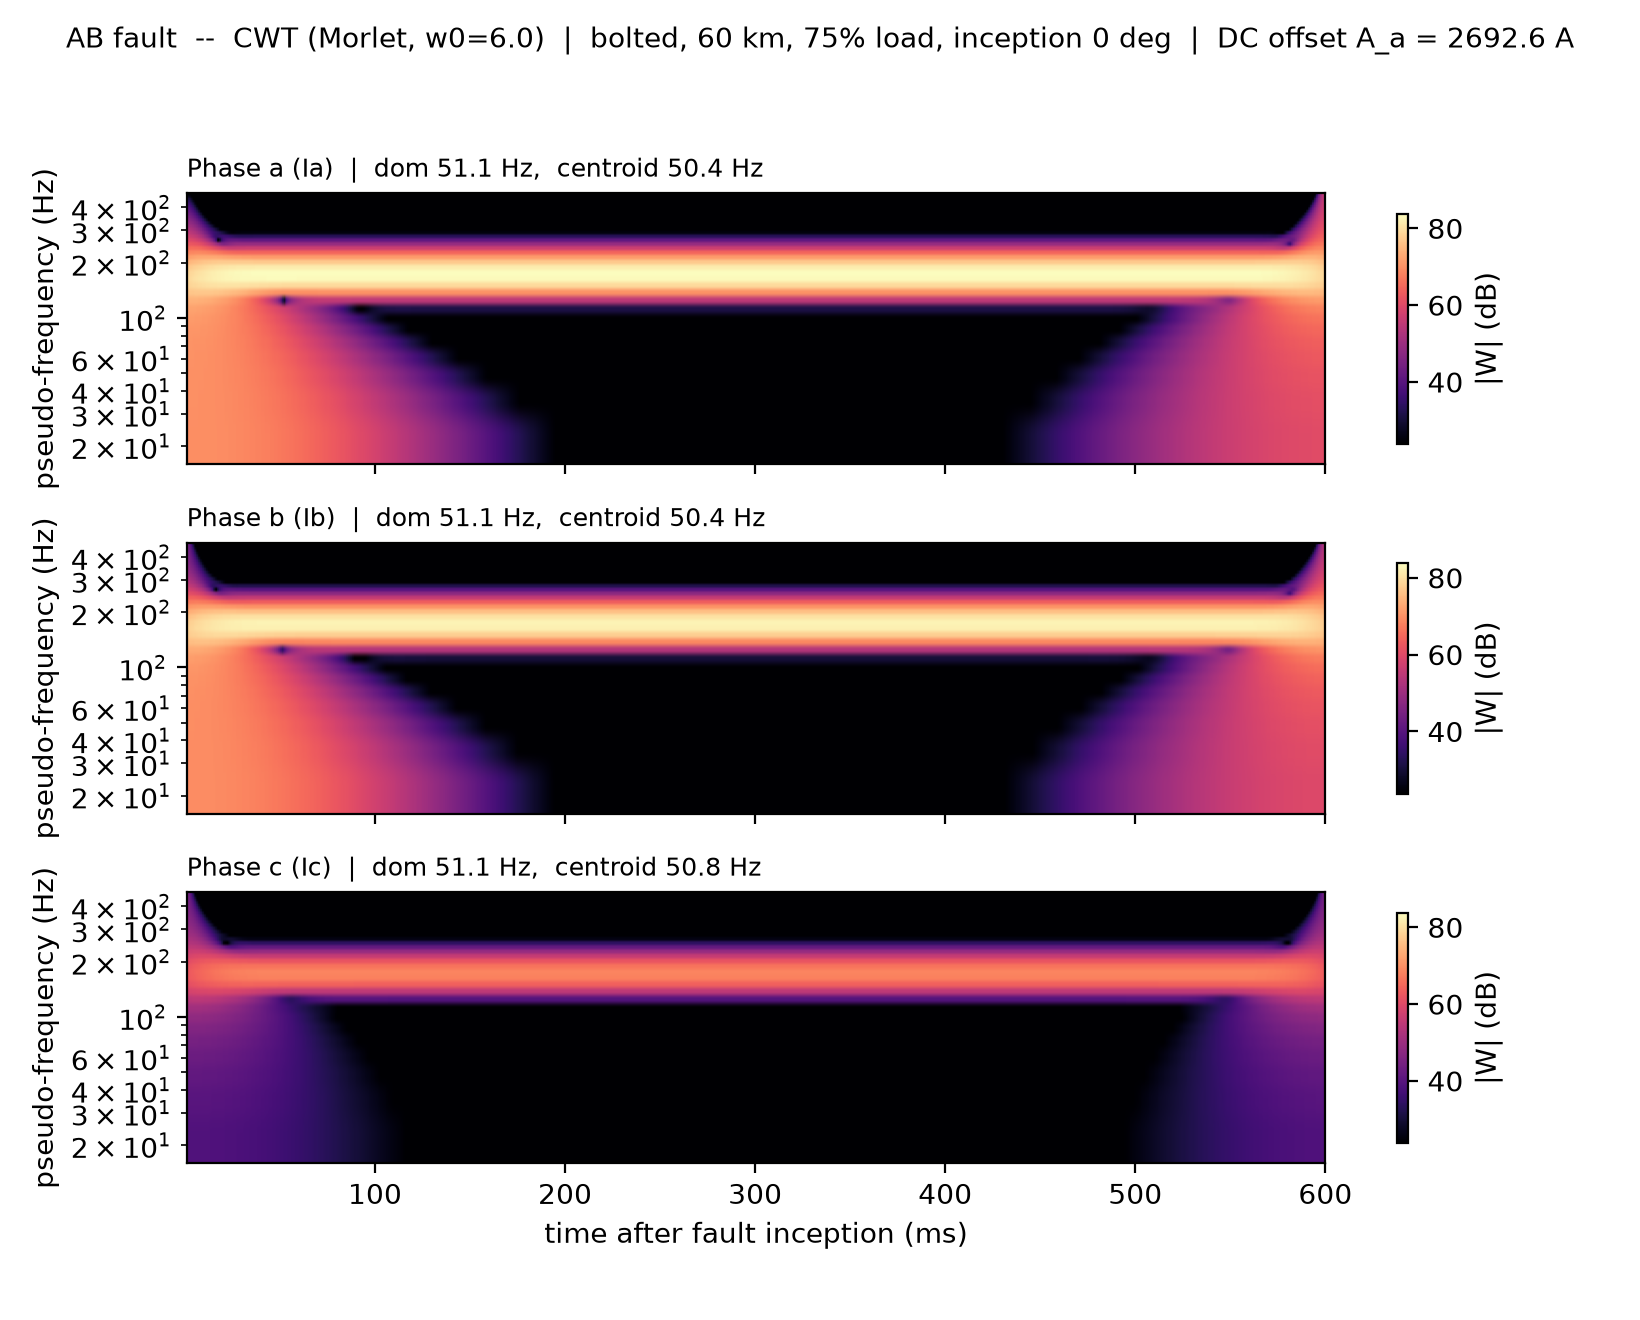 AB fault -- CWT (Morlet, w0=6.0) | bolted, 60 km, 75% load, inception 0 deg | DC offset A_a = 2692.6 A
Phase a (Ia) | dom 51.1 Hz, centroid 50.4 Hz
pseudo-frequency (Hz)
4 × 10²
3 × 10²
2 × 10²
10²
6 × 10¹
4 × 10¹
3 × 10¹
2 × 10¹
80
60
40
|W| (dB)
Phase b (Ib) | dom 51.1 Hz, centroid 50.4 Hz
pseudo-frequency (Hz)
4 × 10²
3 × 10²
2 × 10²
10²
6 × 10¹
4 × 10¹
3 × 10¹
2 × 10¹
80
60
40
|W| (dB)
Phase c (Ic) | dom 51.1 Hz, centroid 50.8 Hz
pseudo-frequency (Hz)
4 × 10²
3 × 10²
2 × 10²
10²
6 × 10¹
4 × 10¹
3 × 10¹
2 × 10¹
80
60
40
|W| (dB)
100 200 300 400 500 600
time after fault inception (ms)